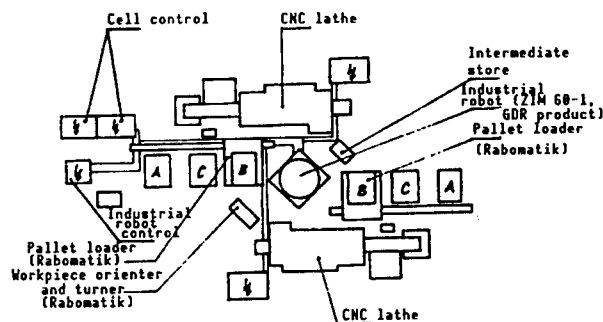 Cell control
CNC lathe
Intermediate
store
Industrial
robot (ZIM 60-1,
GDR product)
Pallet loader
(Rabomatik)
A
C
B
B
C
A
Industrial
robot
control
Pallet loader
(Rabomatik)
Workpiece orienter
and turner
(Rabomatik)
CNC lathe